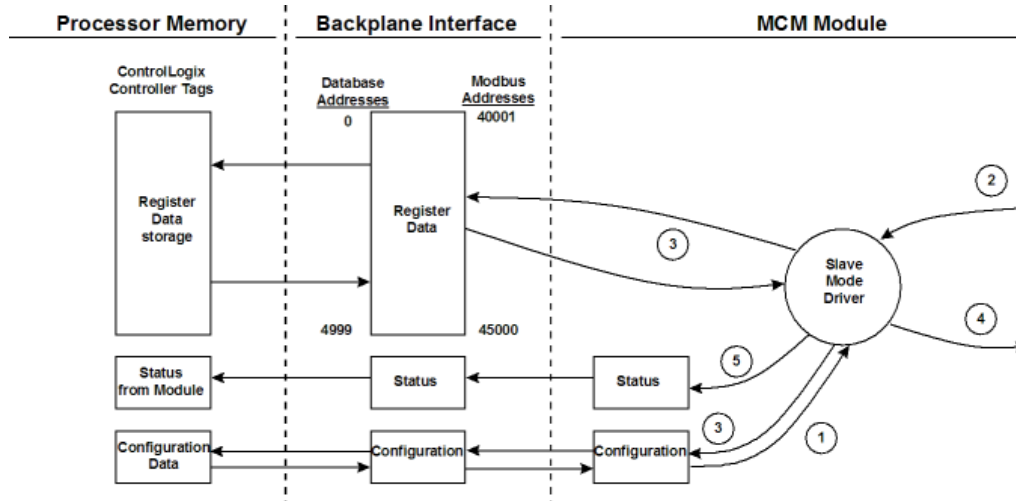 Processor Memory
Backplane Interface
MCM Module
ControlLogix
Controller Tags
Database
Addresses
Modbus
Addresses
0
40001
2
Register
Data
storage
Register
Data
3
Slave
Mode
Driver
4
4999
45000
5
Status
from Module
Status
Status
3
1
Configuration
Data
Configuration
Configuration